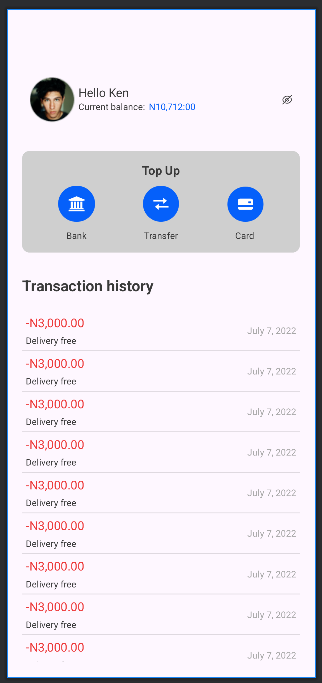 Hello Ken
Current balance: N10,712:00
Top Up
Bank Transfer Card
Transaction history
-N3,000.00
July 7, 2022
Delivery free
-N3,000.00
July 7, 2022
Delivery free
-N3,000.00
July 7, 2022
Delivery free
-N3,000.00
July 7, 2022
Delivery free
-N3,000.00
July 7, 2022
Delivery free
-N3,000.00
July 7, 2022
Delivery free
-N3,000.00
July 7, 2022
Delivery free
-N3,000.00
July 7, 2022
Delivery free
-N3,000.00
July 7, 2022